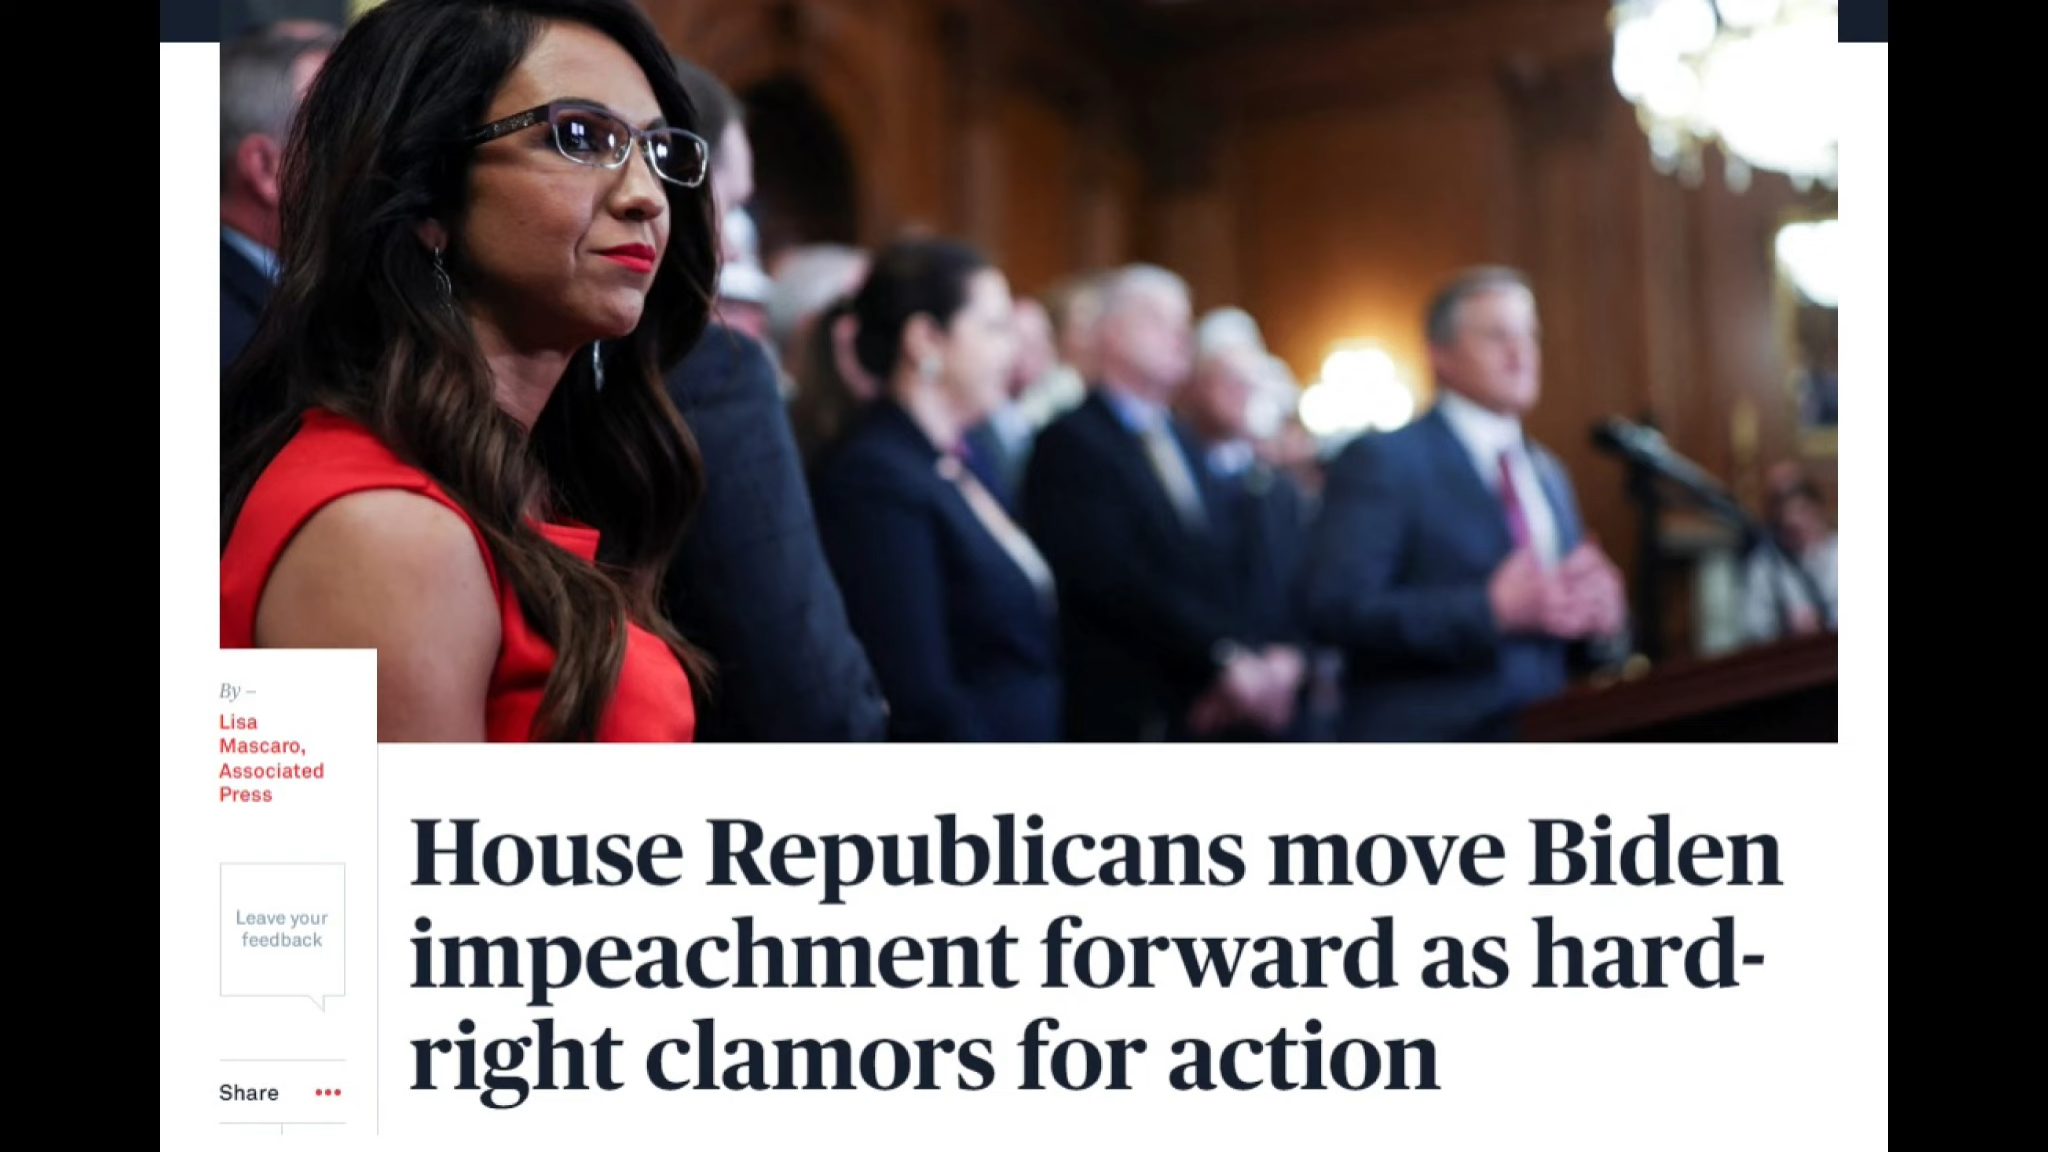 By –
Lisa
Mascaro,
Associated
Press
Leave your
feedback
Share
House Republicans move Biden
impeachment forward as hard-
right clamors for action